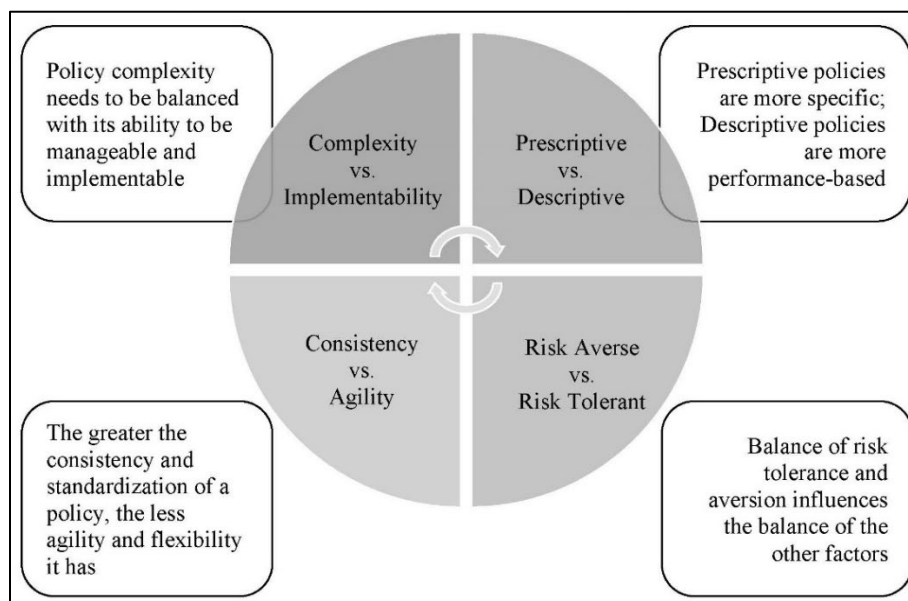 Policy complexity
needs to be balanced
with its ability to be
manageable and
implementable
Complexity
vs.
Implementability
Prescriptive
vs.
Descriptive
Prescriptive policies
are more specific;
Descriptive policies
are more
performance-based
Consistency
vs.
Agility
Risk Averse
vs.
Risk Tolerant
The greater the
consistency and
standardization of a
policy, the less
agility and flexibility
it has
Balance of risk
tolerance and
aversion influences
the balance of the
other factors